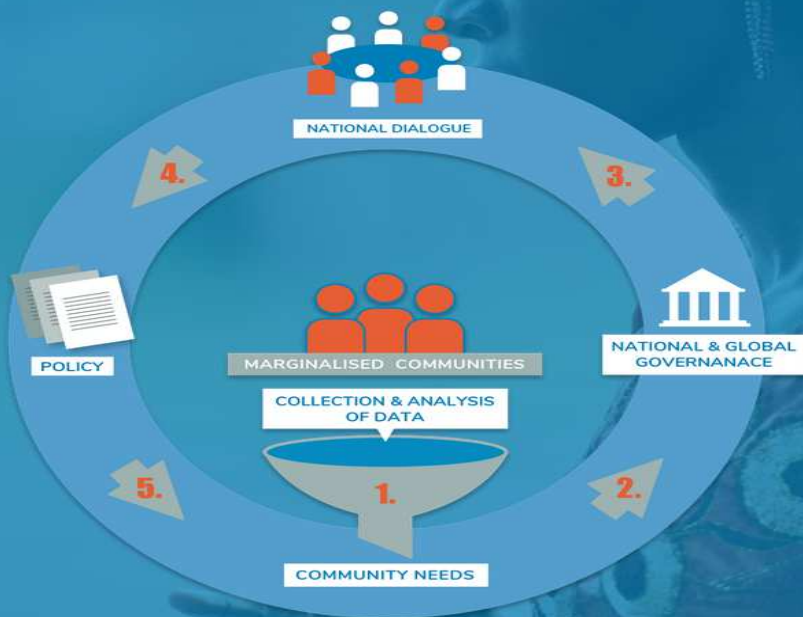 NATIONAL DIALOGUE
4.
3.
POLICY
MARGINALISED COMMUNITIES
NATIONAL & GLOBAL
GOVERNANACE
COLLECTION & ANALYSIS
OF DATA
5.
1.
2.
COMMUNITY NEEDS